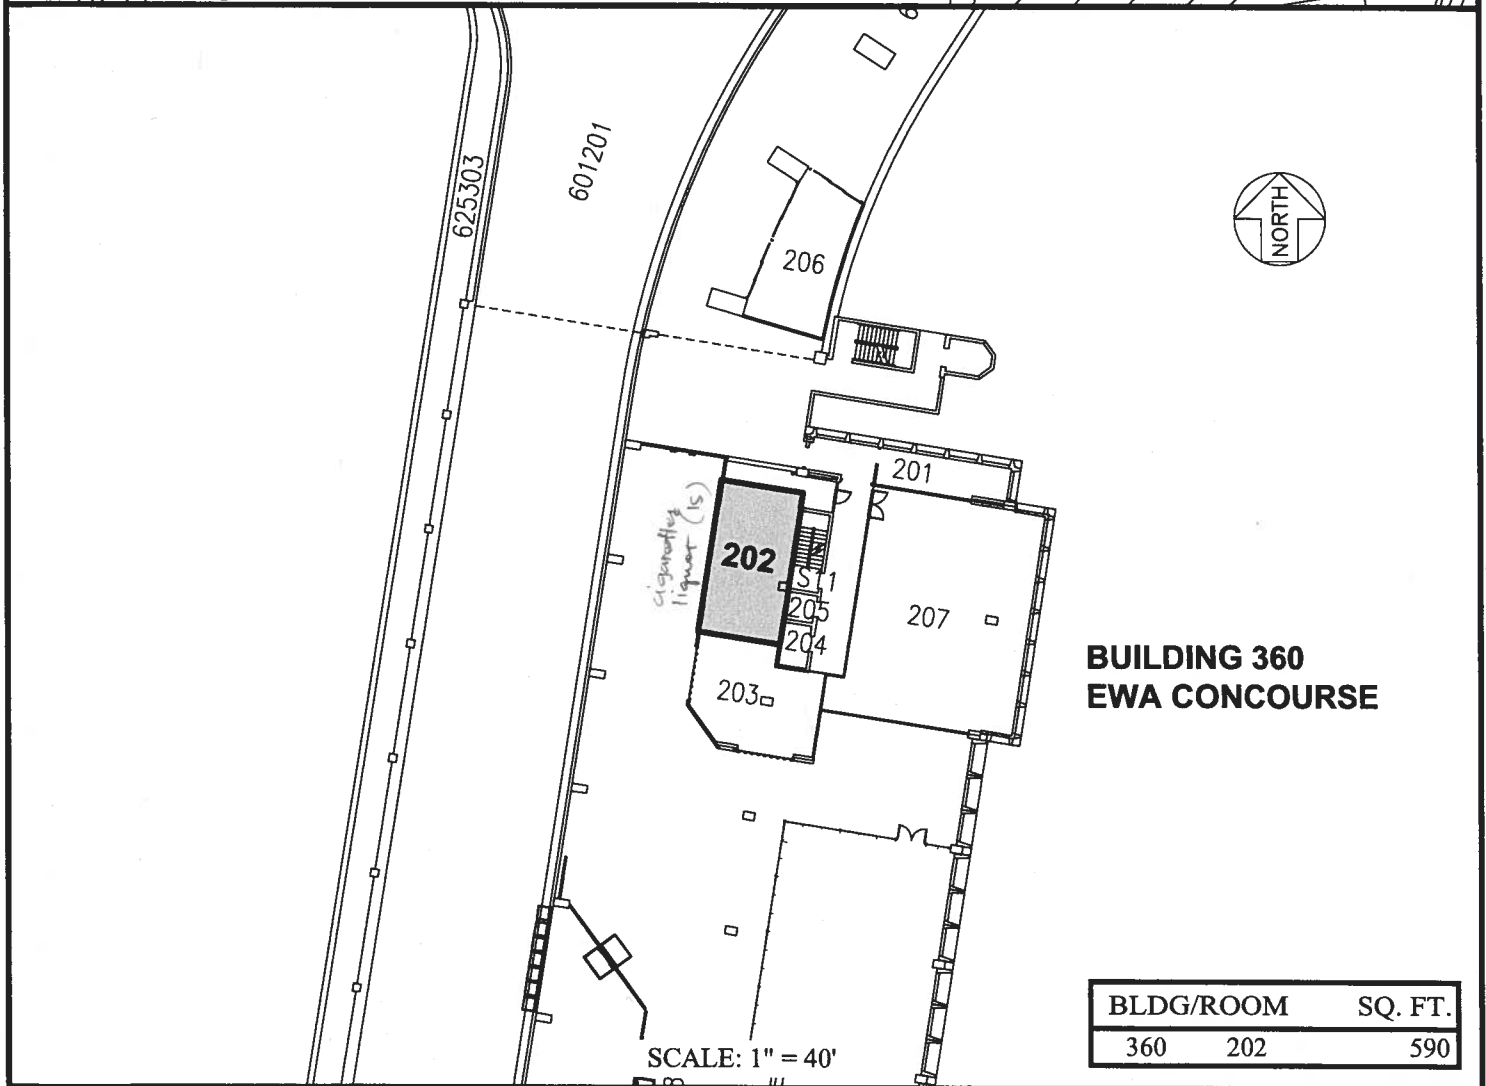 625303
601201
NORTH
206
201
cigarettes
liquor (1s)
202
S11
205
207
204
203
BUILDING 360
EWA CONCOURSE
BLDG/ROOM SQ. FT.
360 202 590
SCALE: 1" = 40'